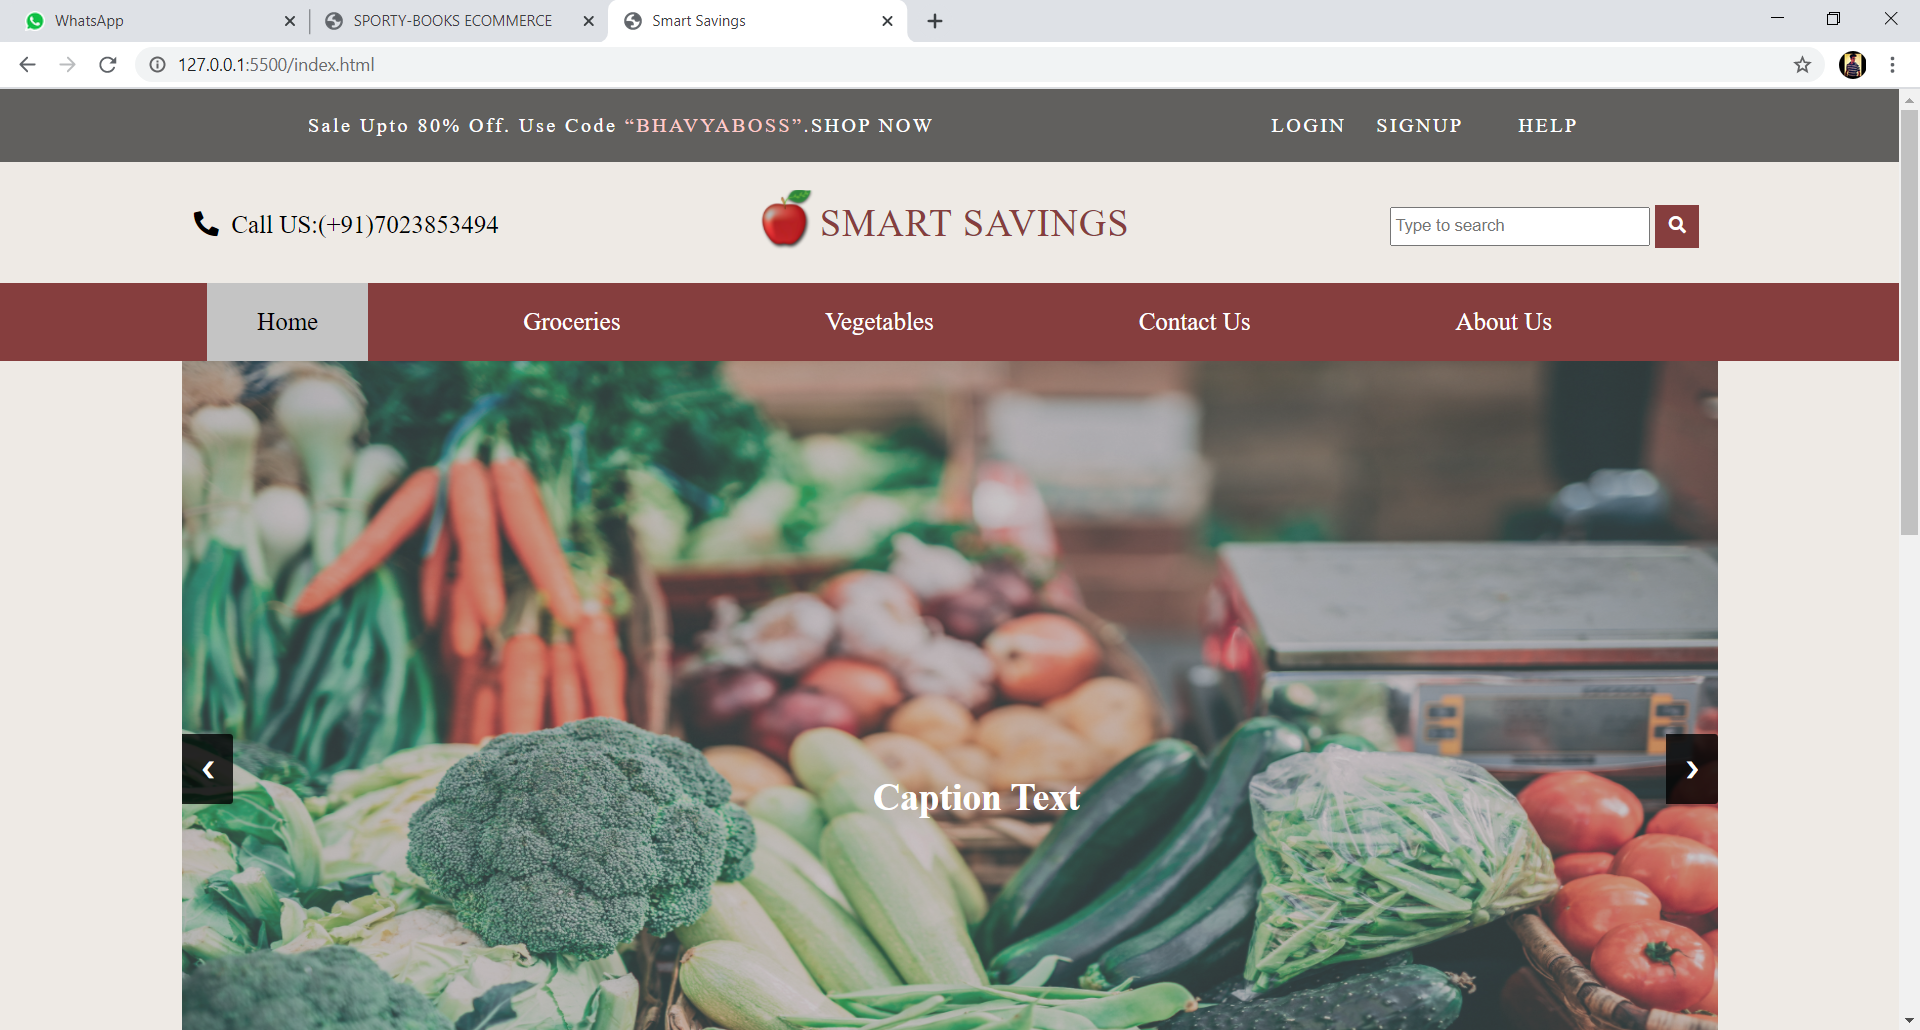 WhatsApp
SPORTY-BOOKS ECOMMERCE
Smart Savings
127.0.0.1:5500/index.html
Sale Upto 80% Off. Use Code “BHAVYABOSS”.SHOP NOW
LOGIN SIGNUP HELP
Call US:(+91)7023853494
SMART SAVINGS
Type to search
Home Groceries Vegetables Contact Us About Us
Caption Text